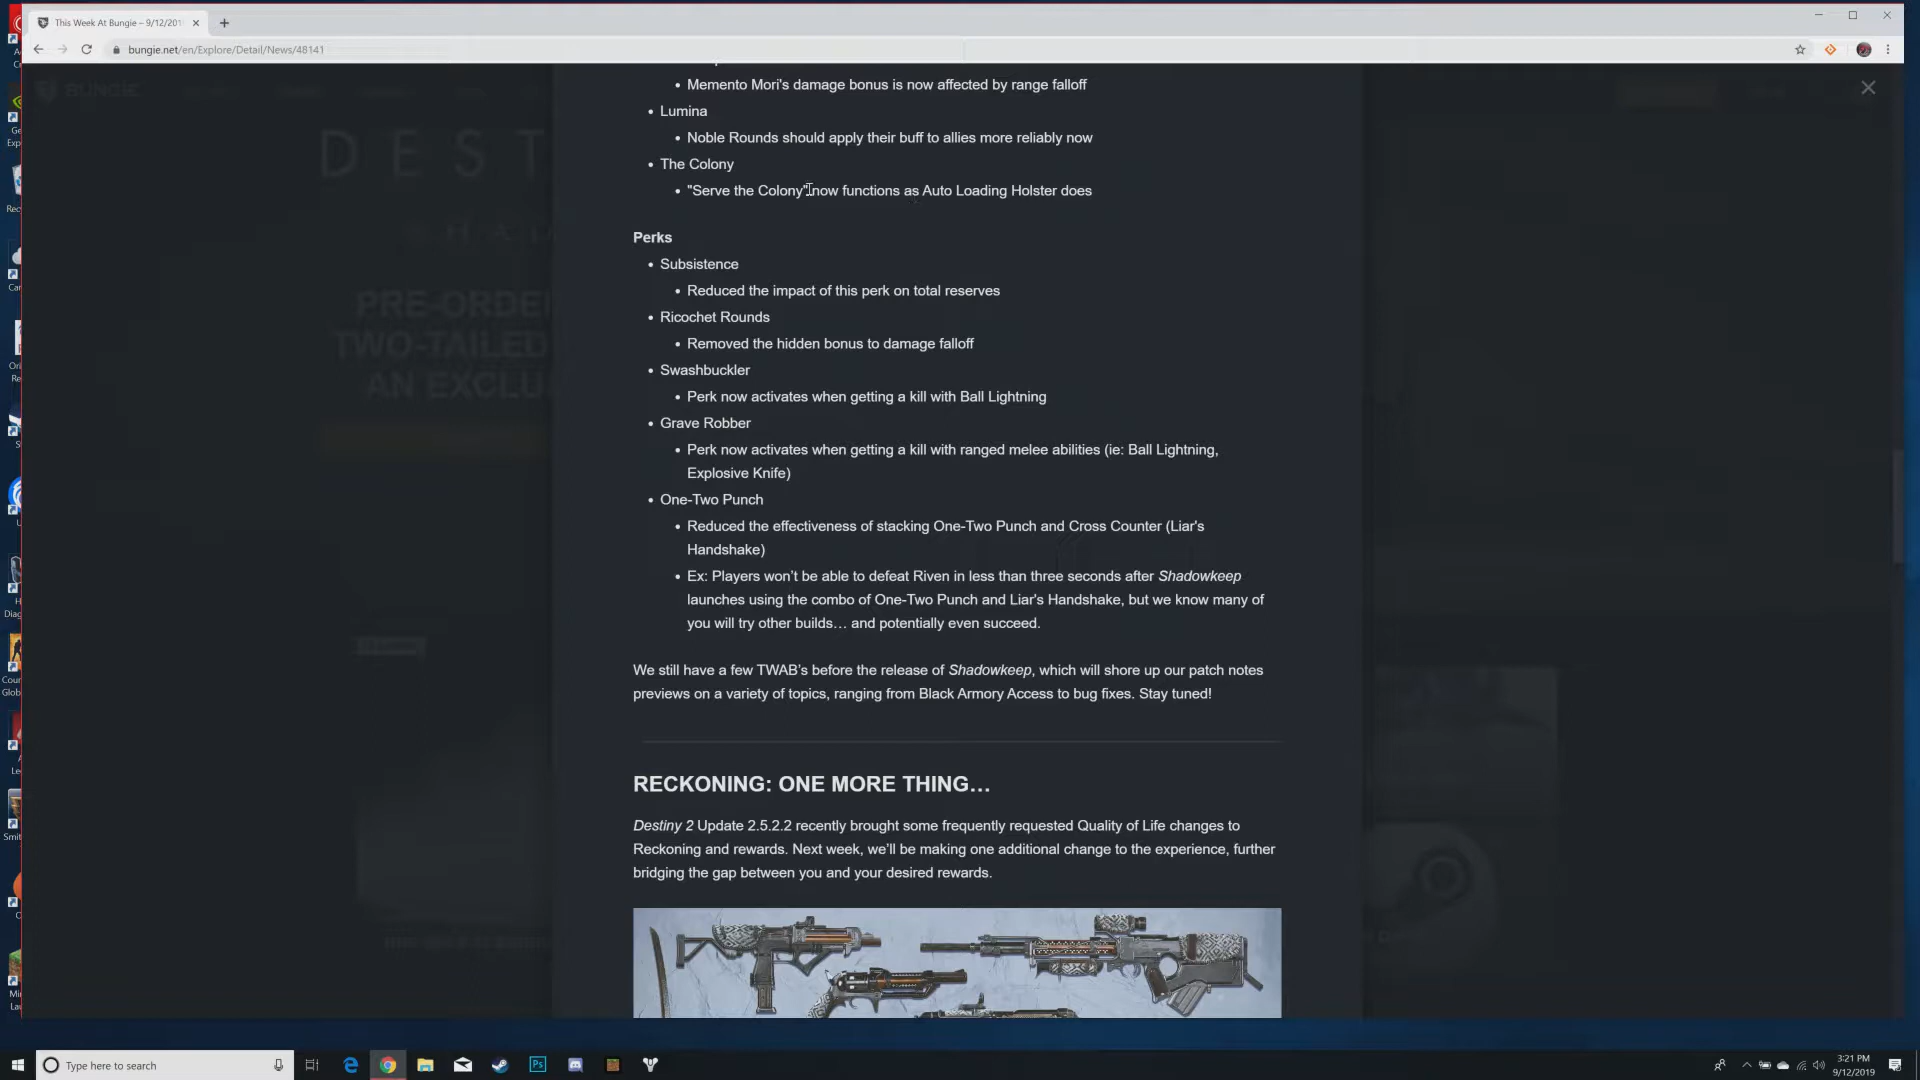 This Week At Bungie – 9/12/201
bungie.net/en/Explore/Detail/News/48141
BUNGIE
• Memento Mori's damage bonus is now affected by range falloff
• Lumina
• Noble Rounds should apply their buff to allies more reliably now
• The Colony
• "Serve the Colony" now functions as Auto Loading Holster does
Perks
• Subsistence
• Reduced the impact of this perk on total reserves
• Ricochet Rounds
• Removed the hidden bonus to damage falloff
• Swashbuckler
• Perk now activates when getting a kill with Ball Lightning
• Grave Robber
• Perk now activates when getting a kill with ranged melee abilities (ie: Ball Lightning,
Explosive Knife)
• One-Two Punch
• Reduced the effectiveness of stacking One-Two Punch and Cross Counter (Liar's
Handshake)
• Ex: Players won’t be able to defeat Riven in less than three seconds after Shadowkeep
launches using the combo of One-Two Punch and Liar's Handshake, but we know many of
you will try other builds… and potentially even succeed.
We still have a few TWAB’s before the release of Shadowkeep, which will shore up our patch notes
previews on a variety of topics, ranging from Black Armory Access to bug fixes. Stay tuned!
RECKONING: ONE MORE THING…
Destiny 2 Update 2.5.2.2 recently brought some frequently requested Quality of Life changes to
Reckoning and rewards. Next week, we’ll be making one additional change to the experience, further
bridging the gap between you and your desired rewards.
DEST
PRE-ORDE
TWO-TAILED
AN EXCLU
Type here to search
3:21 PM
9/12/2019